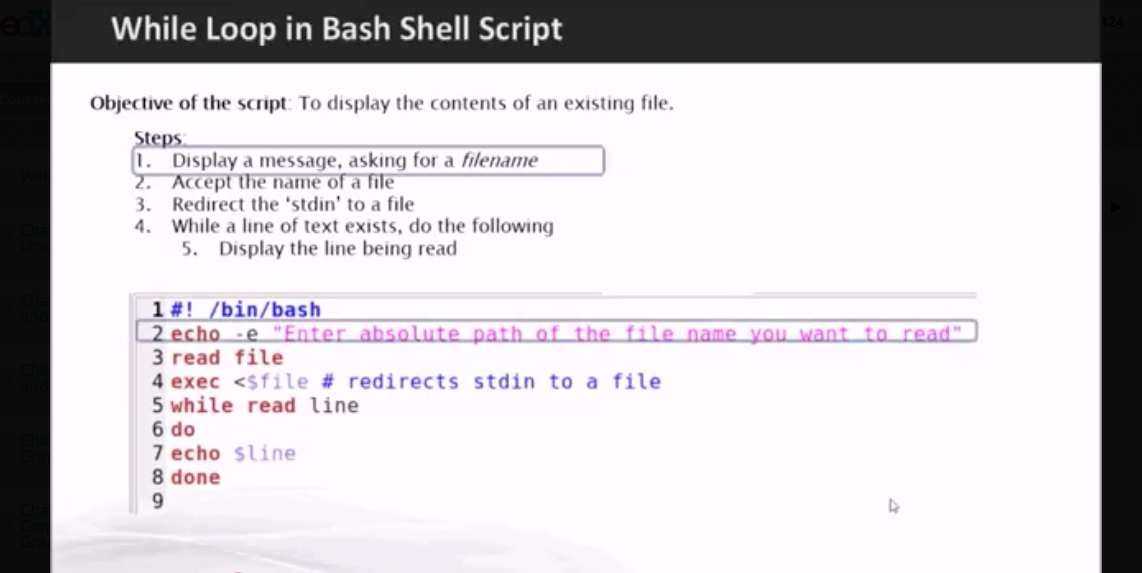 While Loop in Bash Shell Script
Objective of the script: To display the contents of an existing file.
Steps:
1. Display a message, asking for a filename
2. Accept the name of a file
3. Redirect the 'stdin' to a file
4. While a line of text exists, do the following
5. Display the line being read
1 #! /bin/bash
2 echo -e "Enter absolute path of the file name you want to read"
3 read file
4 exec <$file # redirects stdin to a file
5 while read line
6 do
7 echo $line
8 done
9